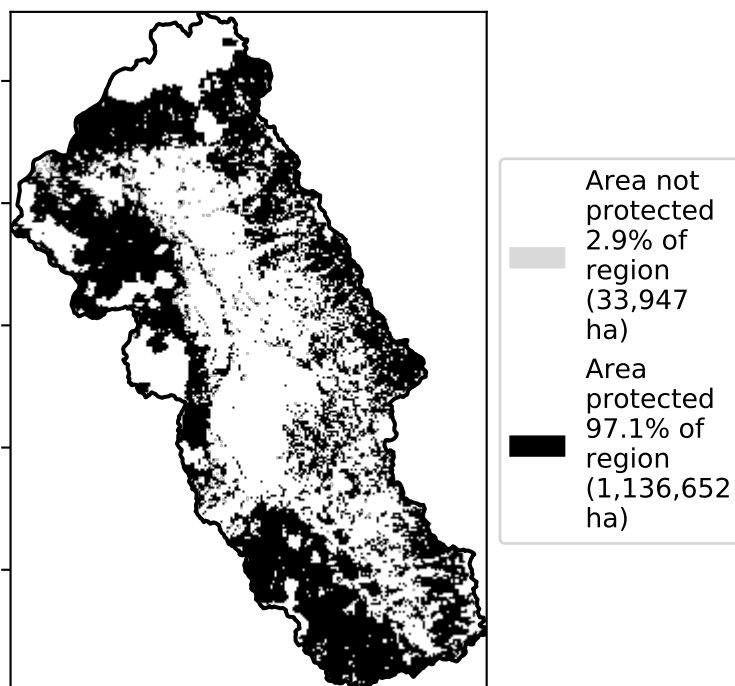 Area not
protected
2.9% of
region
(33,947
ha)
Area
protected
97.1% of
region
(1,136,652
ha)